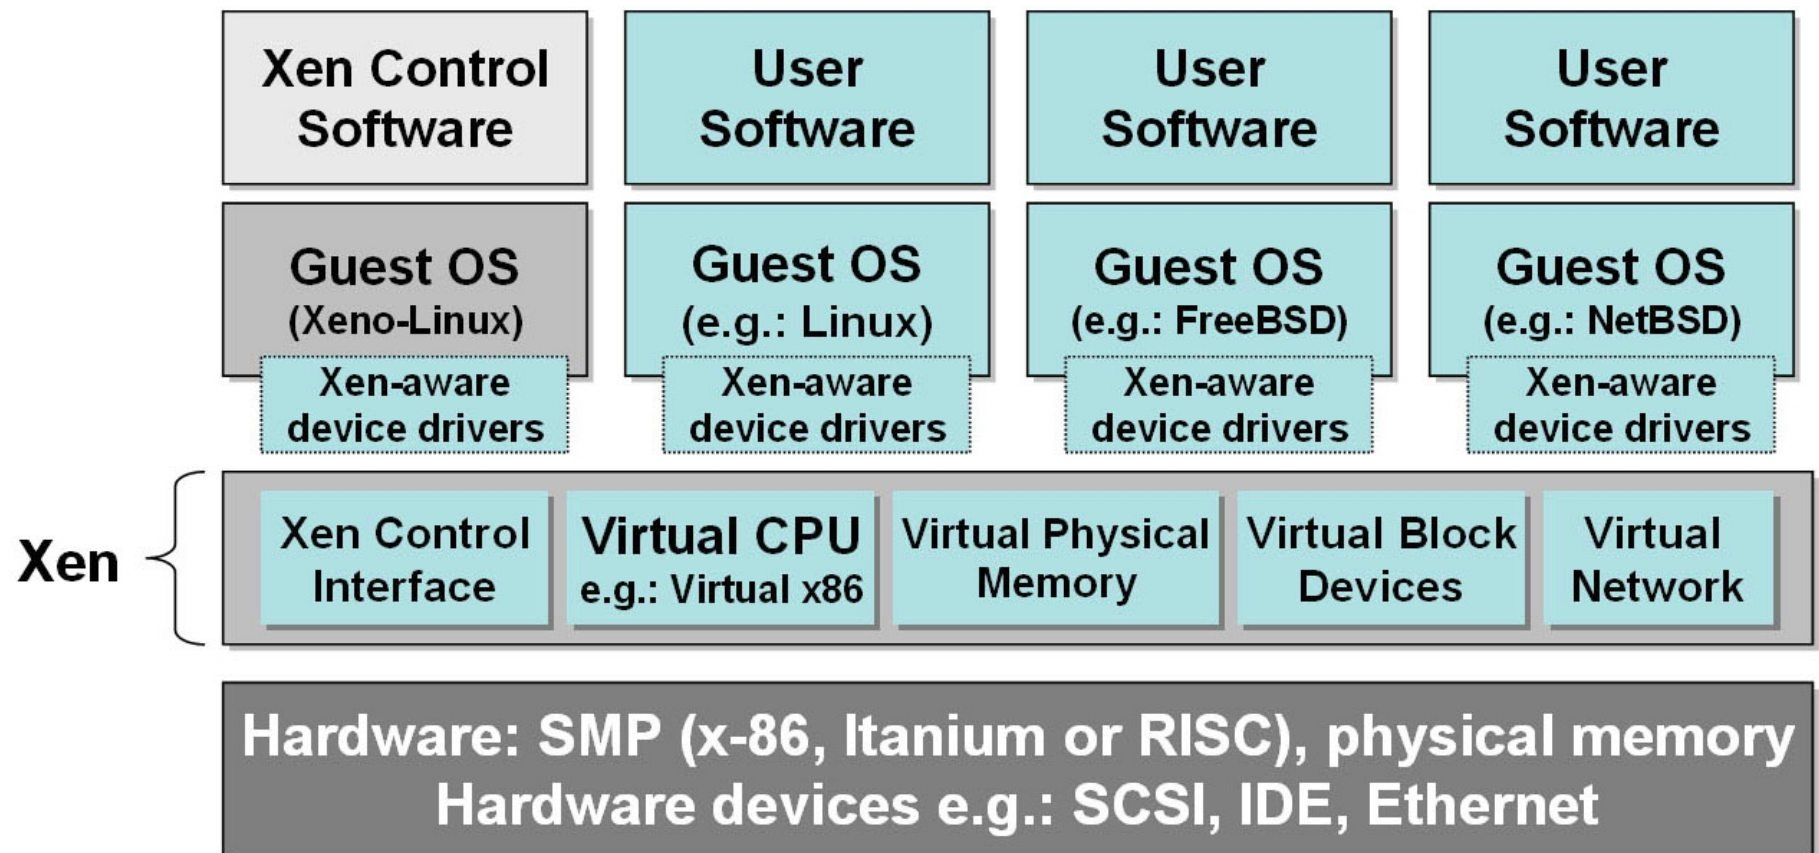 Xen Control
Software
User
Software
User
Software
User
Software
Guest OS
(Xeno-Linux)
Guest OS
(e.g.: Linux)
Guest OS
(e.g.: FreeBSD)
Guest OS
(e.g.: NetBSD)
Xen-aware
device drivers
Xen-aware
device drivers
Xen-aware
device drivers
Xen-aware
device drivers
Xen
Xen Control
Interface
Virtual CPU
e.g.: Virtual x86
Virtual Physical
Memory
Virtual Block
Devices
Virtual
Network
Hardware: SMP (x-86, Itanium or RISC), physical memory
Hardware devices e.g.: SCSI, IDE, Ethernet